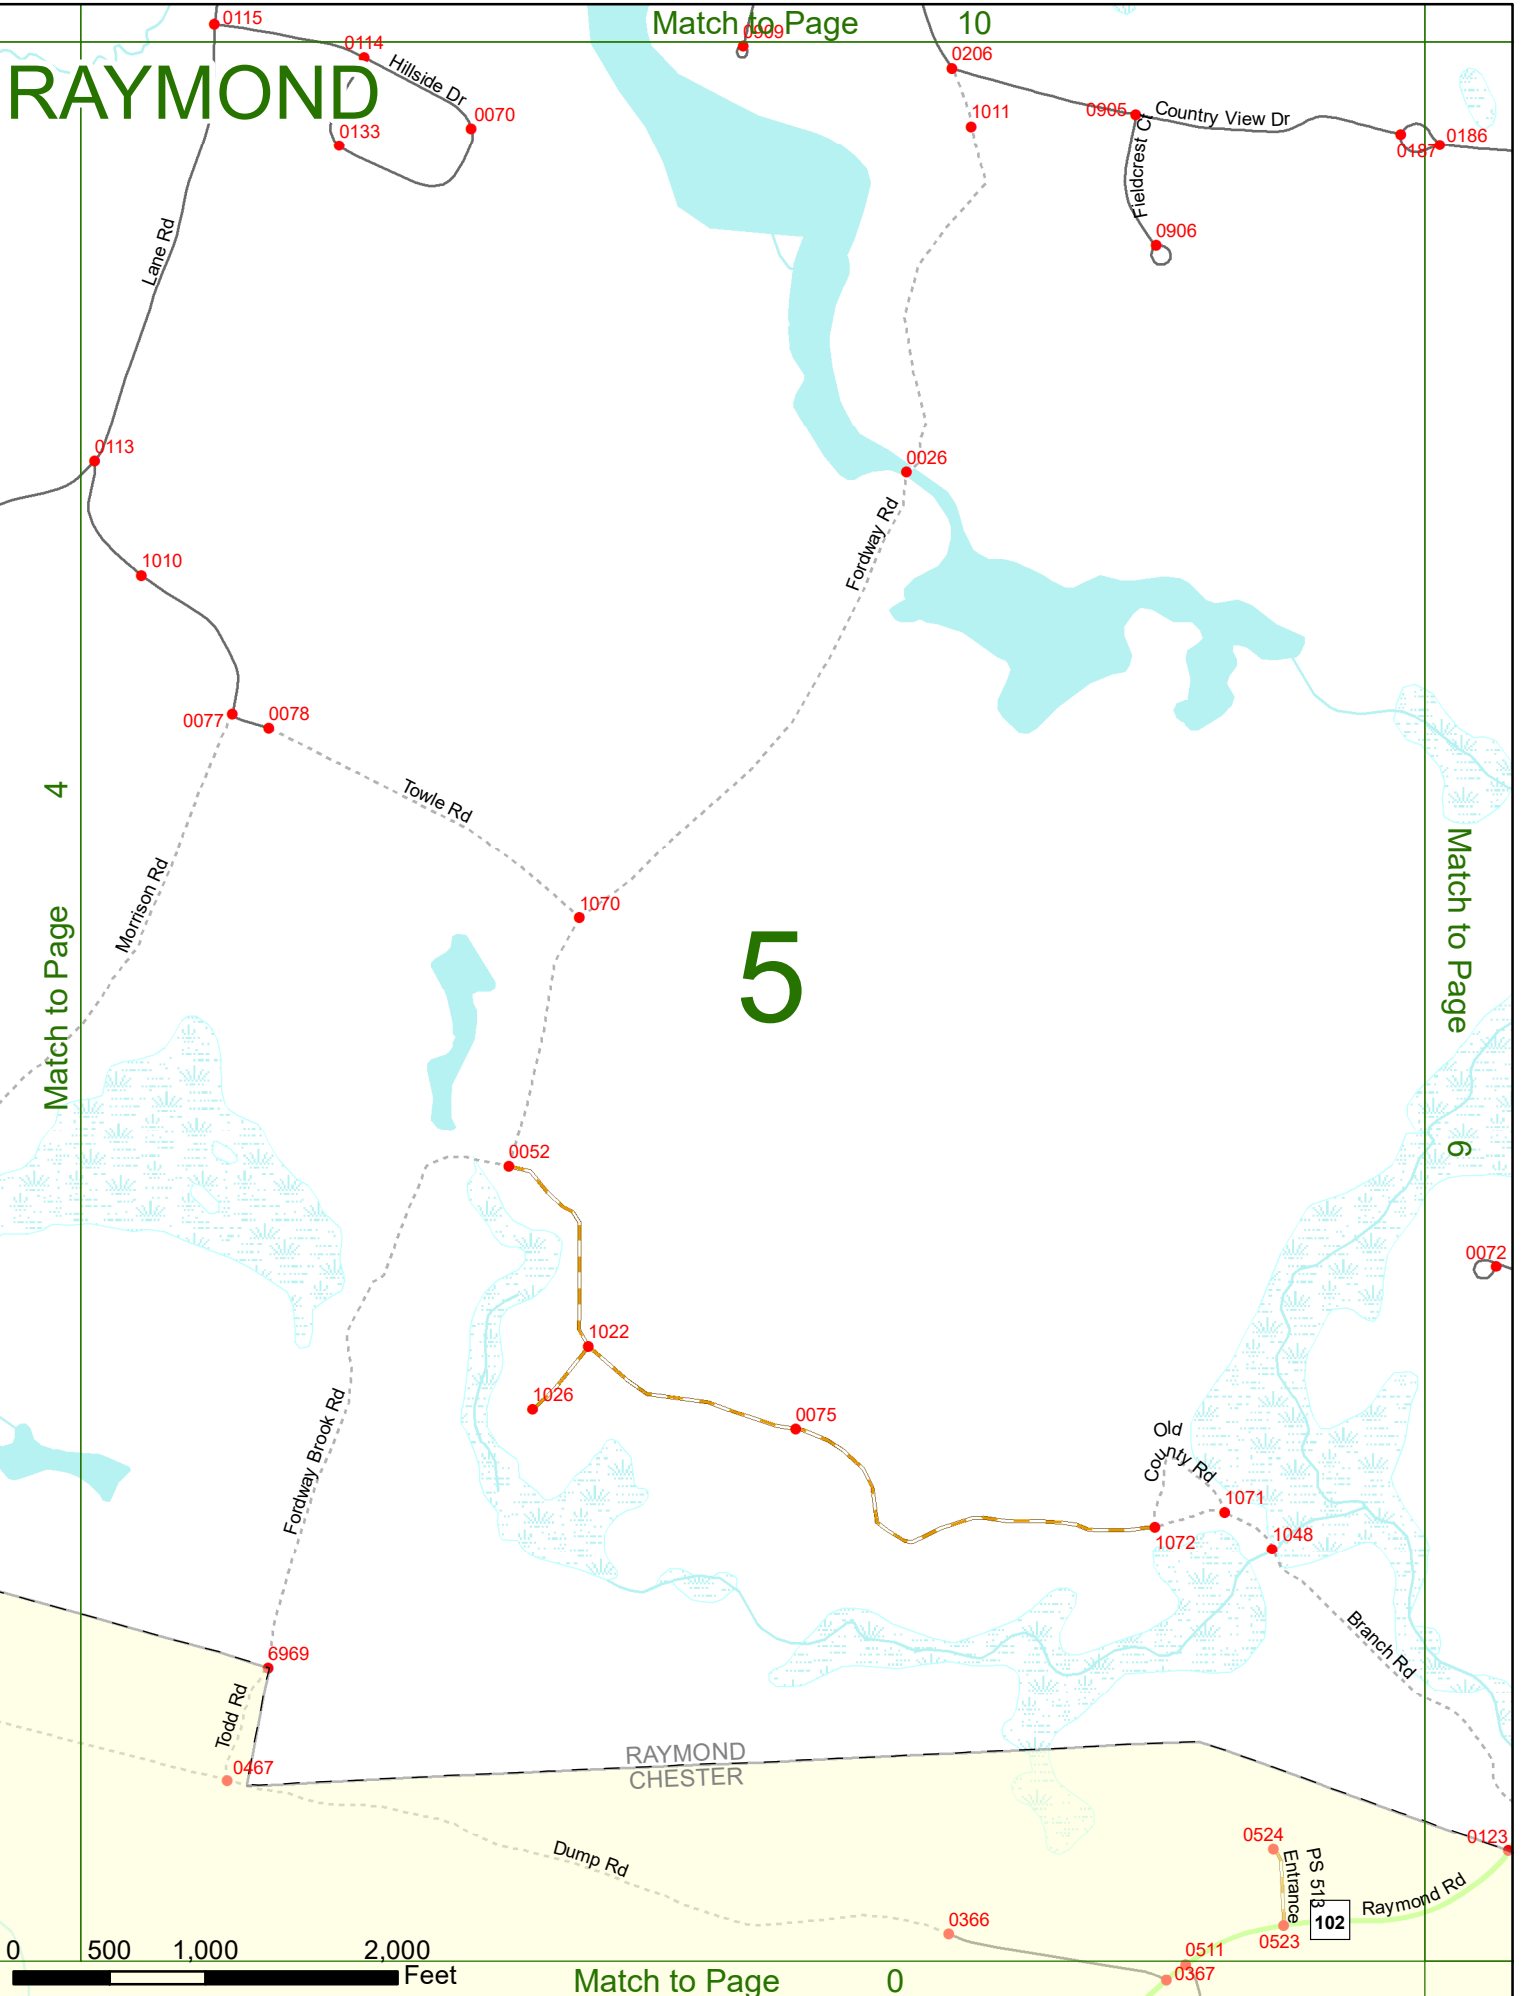 0115
Match to Page 10
0909
0114
Hillside Dr
0206
RAYMOND
0070
1011
0905
Country View Dr
0133
0187
0186
Fieldcrest Ct
0906
Lane Rd
0113
0026
Fordway Rd
1010
0077
0078
Towle Rd
4
Match to Page
Morrison Rd
1070
5
Match to Page
6
0052
0072
1022
1026
0075
Fordway Brook Rd
Old
County Rd
1071
1072
1048
Branch Rd
6969
Todd Rd
0467
RAYMOND
CHESTER
Dump Rd
0524
PS 513
Entrance
0123
Raymond Rd
102
0366
0523
0511
0367
0 500 1,000 2,000
Feet
Match to Page 0